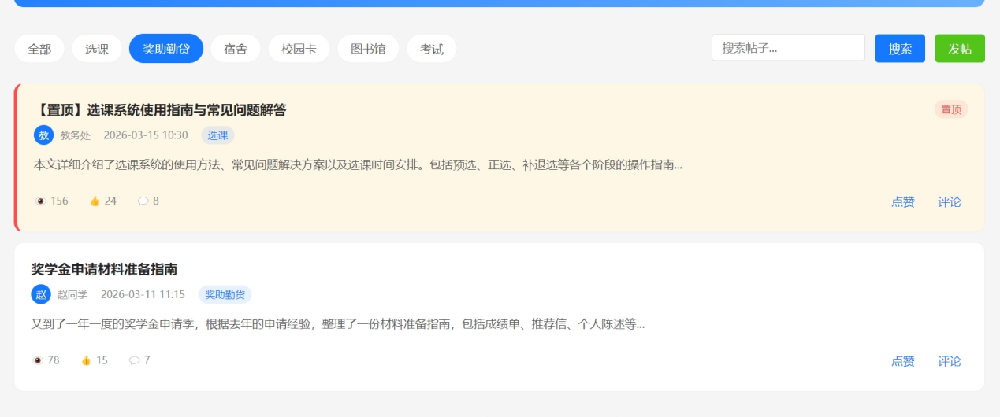 全部 选课 奖助勤贷 宿舍 校园卡 图书馆 考试 搜索帖子... 搜索 发帖
【置顶】选课系统使用指南与常见问题解答 置顶
教 教务处 2026-03-15 10:30 选课
本文详细介绍了选课系统的使用方法、常见问题解决方案以及选课时间安排。包括预选、正选、补退选等各个阶段的操作指南...
156 24 8 点赞 评论
奖学金申请材料准备指南
赵 赵同学 2026-03-11 11:15 奖助勤贷
又到了一年一度的奖学金申请季，根据去年的申请经验，整理了一份材料准备指南，包括成绩单、推荐信、个人陈述等...
78 15 7 点赞 评论